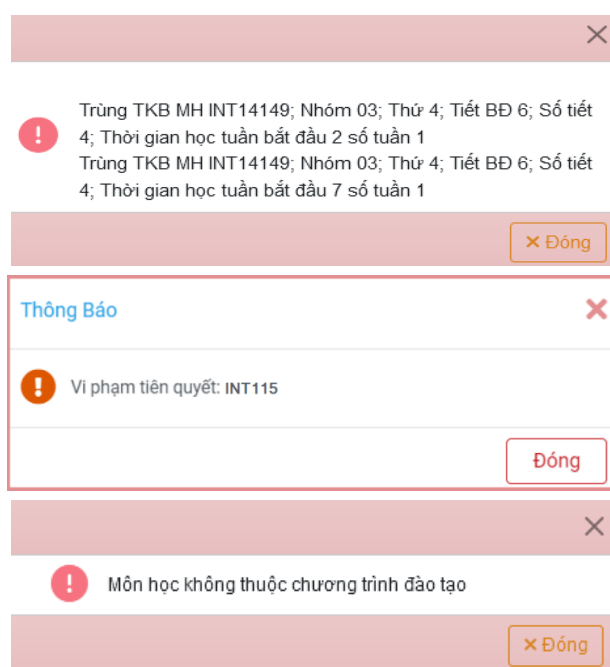 Trùng TKB MH INT14149; Nhóm 03; Thứ 4; Tiết BĐ 6; Số tiết
4; Thời gian học tuần bắt đầu 2 số tuần 1
Trùng TKB MH INT14149; Nhóm 03; Thứ 4; Tiết BĐ 6; Số tiết
4; Thời gian học tuần bắt đầu 7 số tuần 1
× Đóng
Thông Báo
Vi phạm tiên quyết: INT115
Đóng
Môn học không thuộc chương trình đào tạo
× Đóng